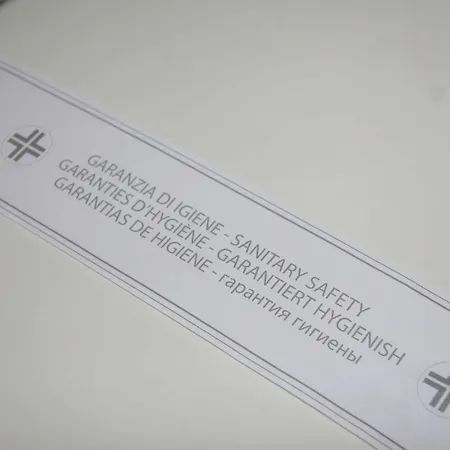 GARANZIA DI IGIENE - SANITARY SAFETY
GARANTIES D'HYGIÈNE - GARANTIERT HYGIENISH
GARANTIAS DE HIGIENE - гарантия гигиены